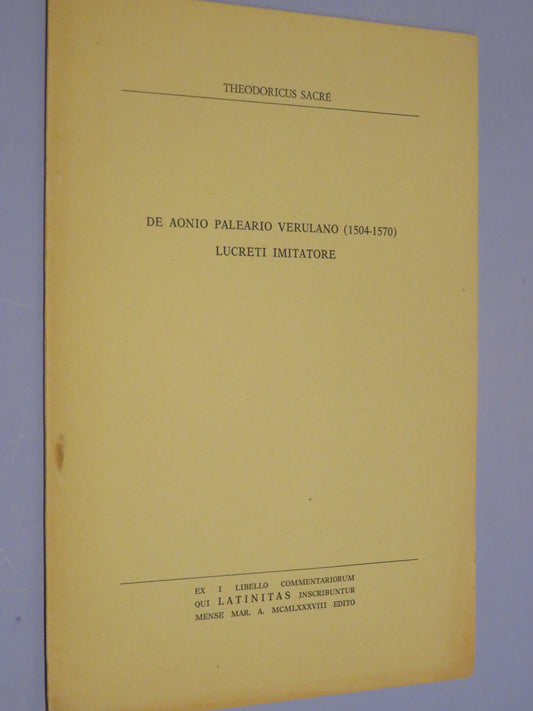 THEODORICUS SACRÉ
DE AONIO PALEARIO VERULANO (1504-1570)
LUCRETI IMITATORE
EX I LIBELLO COMMENTARIORUM
QUI LATINITAS INSCRIBUNTUR
MENSE MAR. A. MCMLXXXVIII EDITO